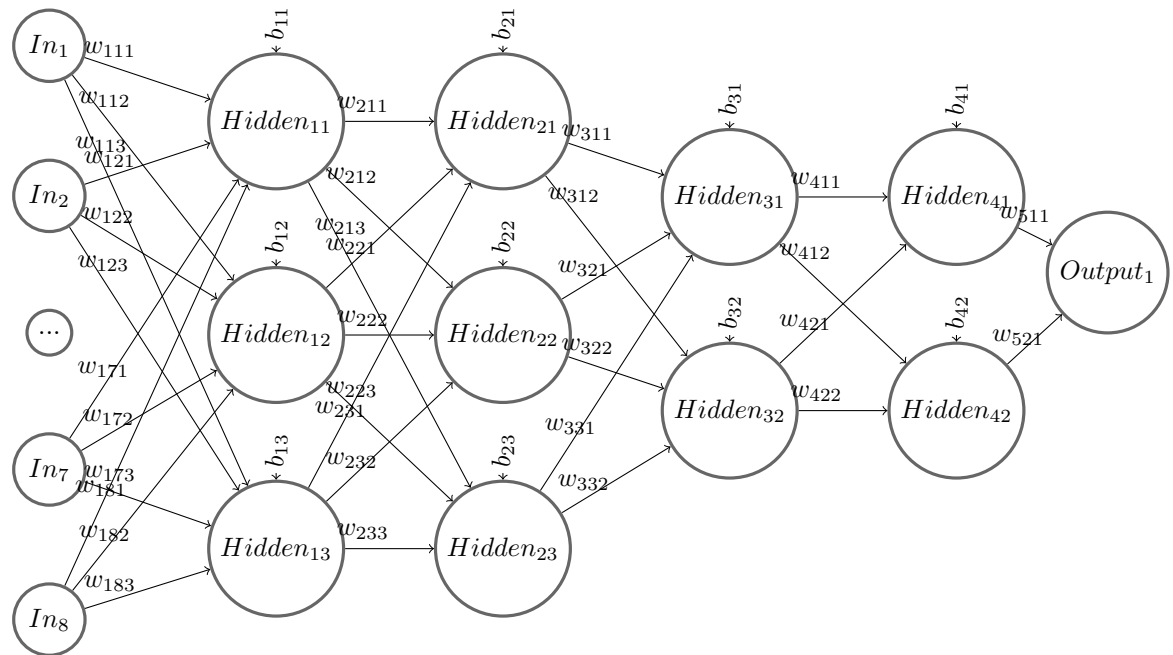 In₁
In₂
...
In₇
In₈
w₁₁₁
w₁₁₂
w₁₁₃
w₁₂₁
w₁₂₂
w₁₂₃
w₁₇₁
w₁₇₂
w₁₇₃
w₁₈₁
w₁₈₂
w₁₈₃
b₁₁
Hidden₁₁
b₁₂
Hidden₁₂
b₁₃
Hidden₁₃
w₂₁₁
w₂₁₂
w₂₁₃
w₂₂₁
w₂₂₂
w₂₂₃
w₂₃₁
w₂₃₂
w₂₃₃
b₂₁
Hidden₂₁
b₂₂
Hidden₂₂
b₂₃
Hidden₂₃
w₃₁₁
w₃₁₂
w₃₂₁
w₃₂₂
w₃₃₁
w₃₃₂
b₃₁
Hidden₃₁
b₃₂
Hidden₃₂
w₄₁₁
w₄₁₂
w₄₂₁
w₄₂₂
b₄₁
Hidden₄₁
b₄₂
Hidden₄₂
w₅₁₁
w₅₂₁
Output₁